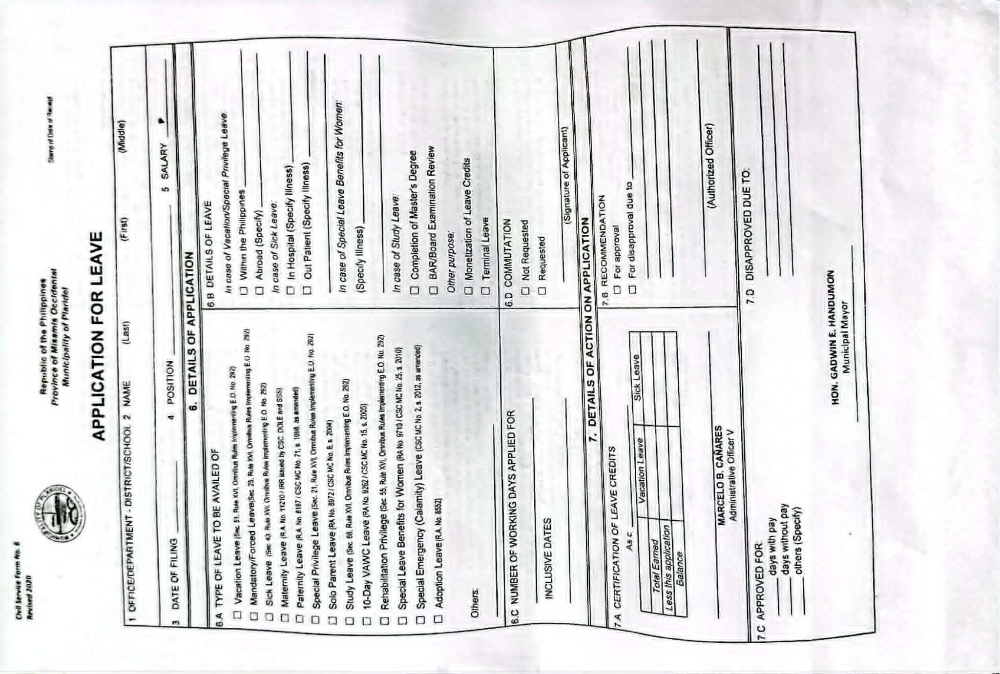 Civil Service Form No. 6
Revised 2020
Republic of the Philippines
Province of Misamis Occidental
Municipality of Plaridel
Stamp of Date of Receipt
APPLICATION FOR LEAVE
1 OFFICE/DEPARTMENT - DISTRICT/SCHOOL 2 NAME (Last) (First) (Middle)
3 DATE OF FILING 4 POSITION 5 SALARY P
6. DETAILS OF APPLICATION
6.A TYPE OF LEAVE TO BE AVAILED OF
☐ Vacation Leave (Sec. 51, Rule XVI, Omnibus Rules Implementing E.O. No 292)
☐ Mandatory/Forced Leave(Sec. 25, Rule XVI, Omnibus Rules Implementing E.O. No 292)
☐ Sick Leave (Sec 43 Rule XVI. Omnibus Rules Implementing E.O No. 292)
☐ Maternity Leave (R.A. No. 11210 / IRR issued by CSC. DOLE and SSS)
☐ Paternity Leave (R.A. No. 8187 / CSC MC No. 71, s. 1998, as amended)
☐ Special Privilege Leave (Sec. 21, Rule XVI, Omnibus Rules Implementing E.O. No. 292)
☐ Solo Parent Leave (RA No. 8972 / CSC MC No. 8, s. 2004)
☐ Study Leave (Sec. 68, Rule XVI, Omnibus Rules Implementing E.O. No. 292)
☐ 10-Day VAWC Leave (RA No. 9262 / CSC MC No. 15, s. 2005)
☐ Rehabilitation Privilege (Sec 55, Rule XVI, Omnibus Rules Implementing E.O. No. 292)
☐ Special Leave Benefits for Women (RA No. 9710 / CSC MC No. 25, s. 2010)
☐ Special Emergency (Calamity) Leave (CSC MC No. 2, s. 2012, as amended)
☐ Adoption Leave (R.A. No. 8552)
Others:
6.B DETAILS OF LEAVE
In case of Vacation/Special Privilege Leave:
☐ Within the Philippines
☐ Abroad (Specify)
In case of Sick Leave:
☐ In Hospital (Specify Illness)
☐ Out Patient (Specify Illness)
In case of Special Leave Benefits for Women:
(Specify Illness)
In case of Study Leave:
☐ Completion of Master's Degree
☐ BAR/Board Examination Review
Other purpose:
☐ Monetization of Leave Credits
☐ Terminal Leave
6.C NUMBER OF WORKING DAYS APPLIED FOR
INCLUSIVE DATES
6.D COMMUTATION
☐ Not Requested
☐ Requested
(Signature of Applicant)
7. DETAILS OF ACTION ON APPLICATION
7.A CERTIFICATION OF LEAVE CREDITS
As c
Vacation Leave Sick Leave
Total Earned
Less this application
Balance
MARCELO B. CAÑARES
Administrative Officer V
7.B RECOMMENDATION
☐ For approval
☐ For disapproval due to
(Authorized Officer)
7 C APPROVED FOR:
days with pay
days without pay
others (Specify)
7.D DISAPPROVED DUE TO:
HON. GADWIN E. HANDUMON
Municipal Mayor